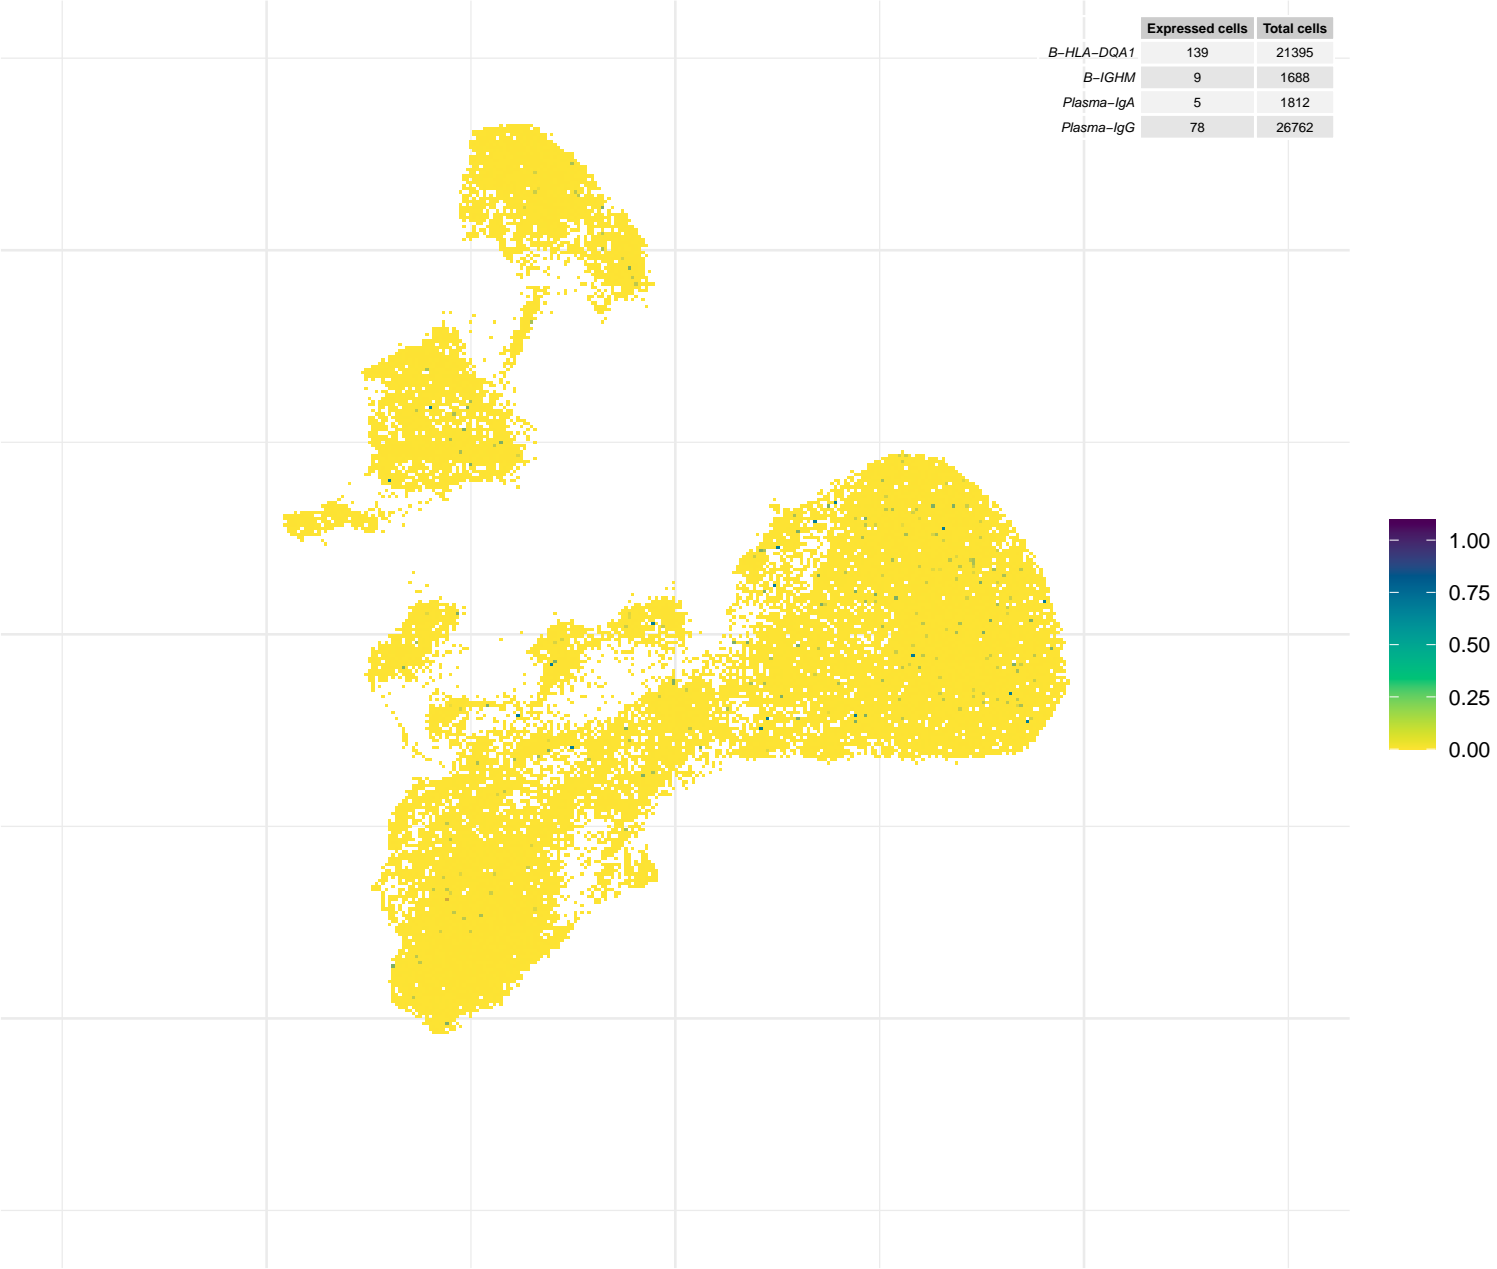 Expressed cells Total cells
B−HLA−DQA1 139 21395
B−IGHM 9 1688
Plasma−IgA 5 1812
Plasma−IgG 78 26762
1.00
0.75
0.50
0.25
0.00